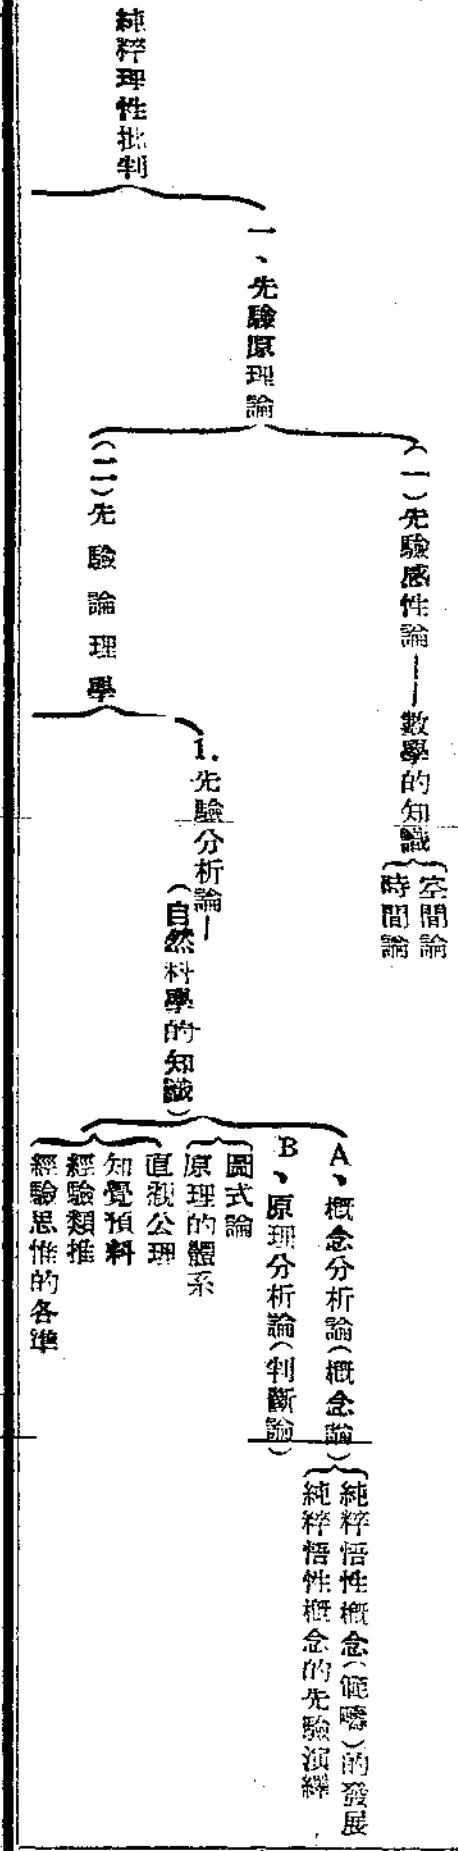 純粹理性批判
一、先驗原理論
(一)先驗感性論——數學的知識
空間論
時間論
(二)先驗論理學
1.先驗分析論—
(自然科學的知識)
A、概念分析論(概念論)
純粹悟性概念(範疇)的發展
純粹悟性概念的先驗演繹
B、原理分析論(判斷論)
圖式論
原理的體系
直觀公理
知覺預料
經驗類推
經驗思惟的各準